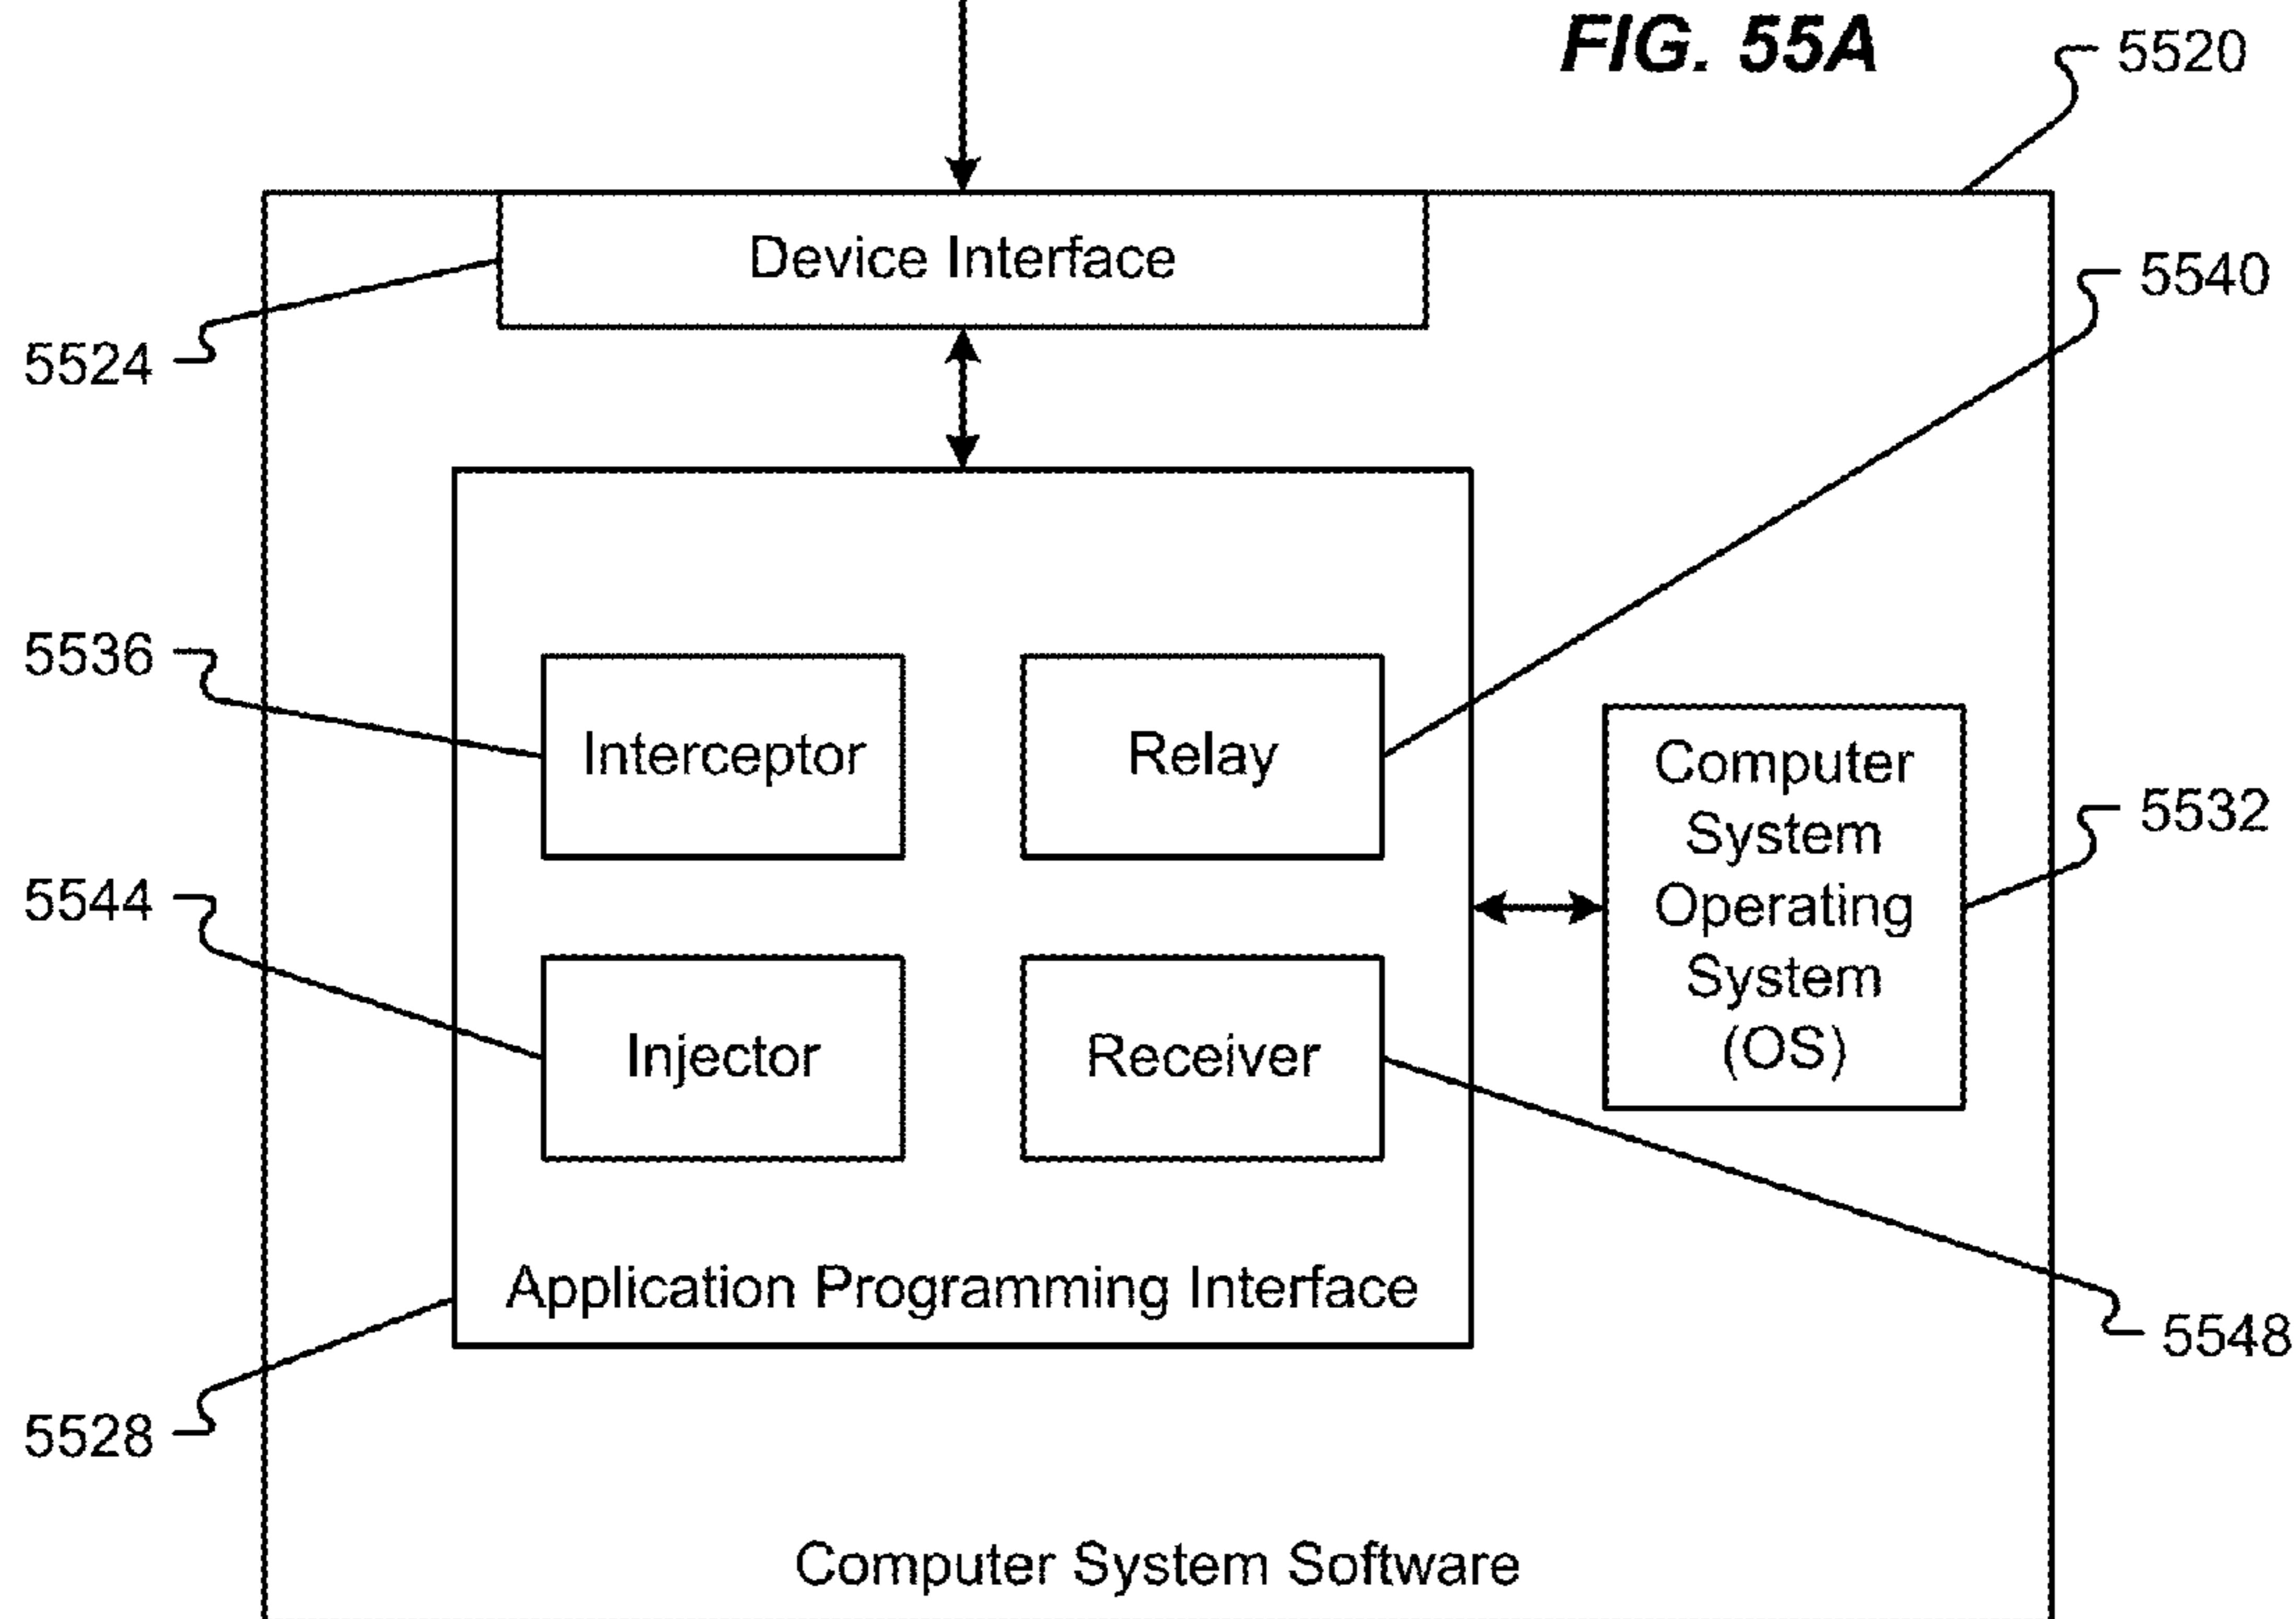 FIG. 55A
5520
Device Interface
5540
5524
5536
Interceptor
Relay
Computer
System
Operating
System
(OS)
5532
5544
Injector
Receiver
Application Programming Interface
5548
5528
Computer System Software